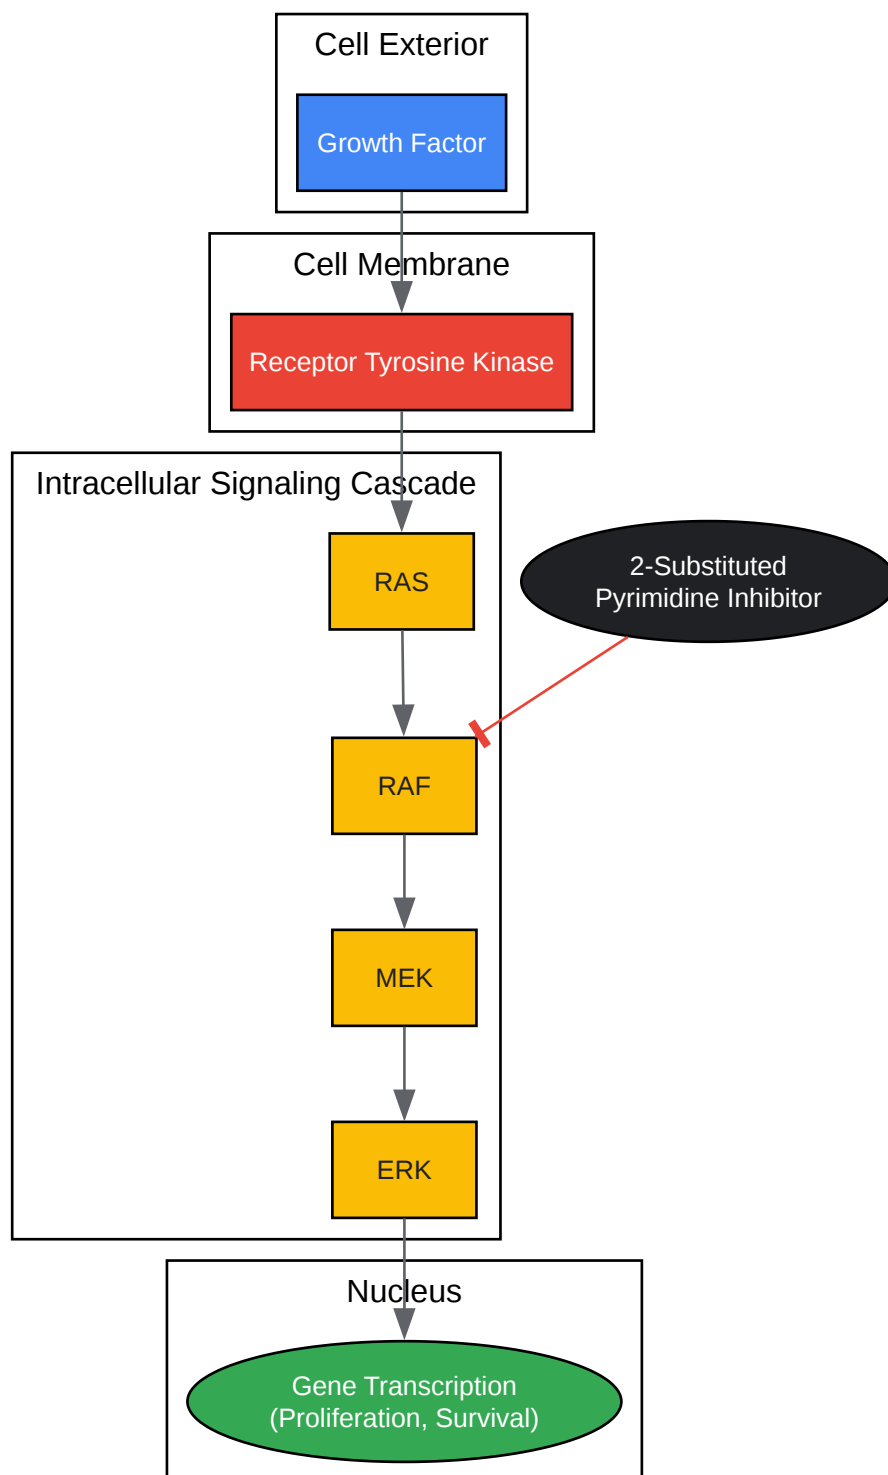 Cell Exterior
Growth Factor
Cell Membrane
Receptor Tyrosine Kinase
Intracellular Signaling Cascade
RAS
2-Substituted
Pyrimidine Inhibitor
RAF
MEK
ERK
Nucleus
Gene Transcription
(Proliferation, Survival)